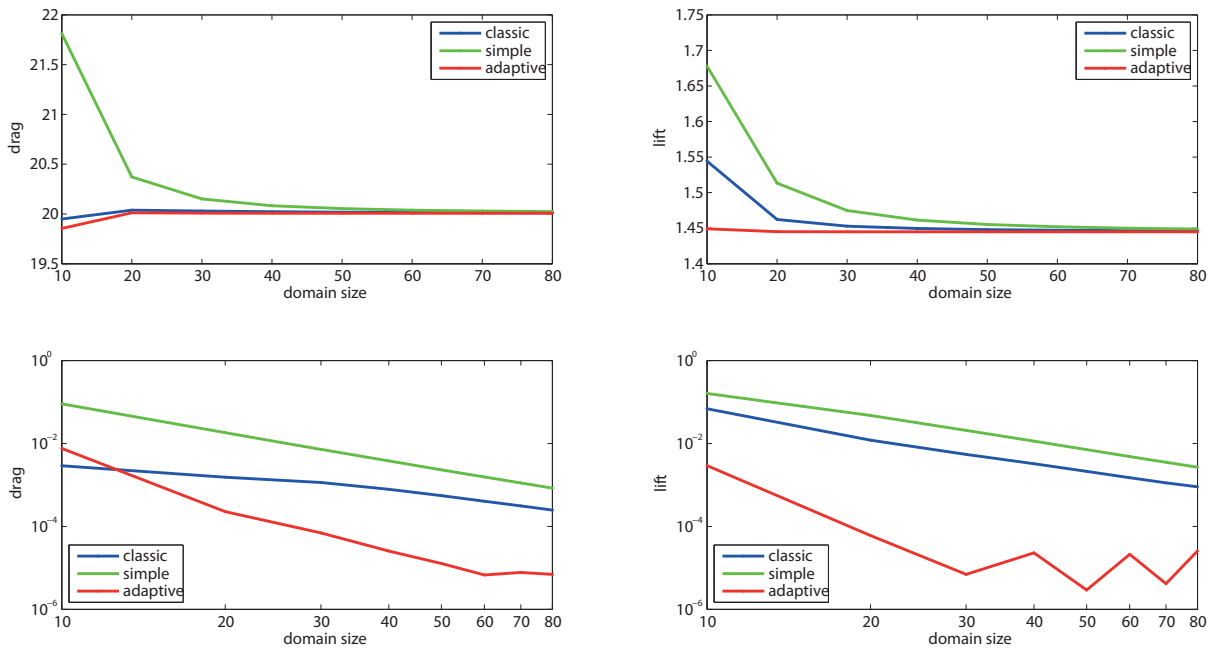 22
21.5
21
20.5
20
19.5
drag
10 20 30 40 50 60 70 80
domain size
classic
simple
adaptive
1.75
1.7
1.65
1.6
1.55
1.5
1.45
1.4
lift
10 20 30 40 50 60 70 80
domain size
classic
simple
adaptive
10^0
10^−2
10^−4
10^−6
drag
10 20 30 40 50 60 70 80
domain size
classic
simple
adaptive
10^0
10^−2
10^−4
10^−6
lift
10 20 30 40 50 60 70 80
domain size
classic
simple
adaptive